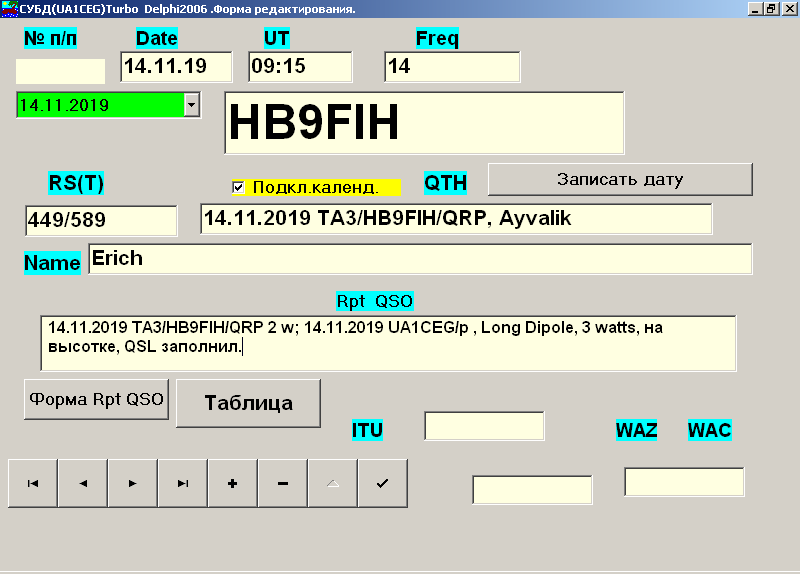 СУБД(UA1CEG)Turbo Delphi2006 .Форма редактирования.
№ п/п Date UT Freq
14.11.19 09:15 14
14.11.2019
HB9FIH
RS(T) Подкл.календ. QTH Записать дату
449/589 14.11.2019 TA3/HB9FIH/QRP, Ayvalik
Name Erich
Rpt QSO
14.11.2019 TA3/HB9FIH/QRP 2 w; 14.11.2019 UA1CEG/p , Long Dipole, 3 watts, на
высотке, QSL заполнил.
Форма Rpt QSO Таблица
ITU WAZ WAC